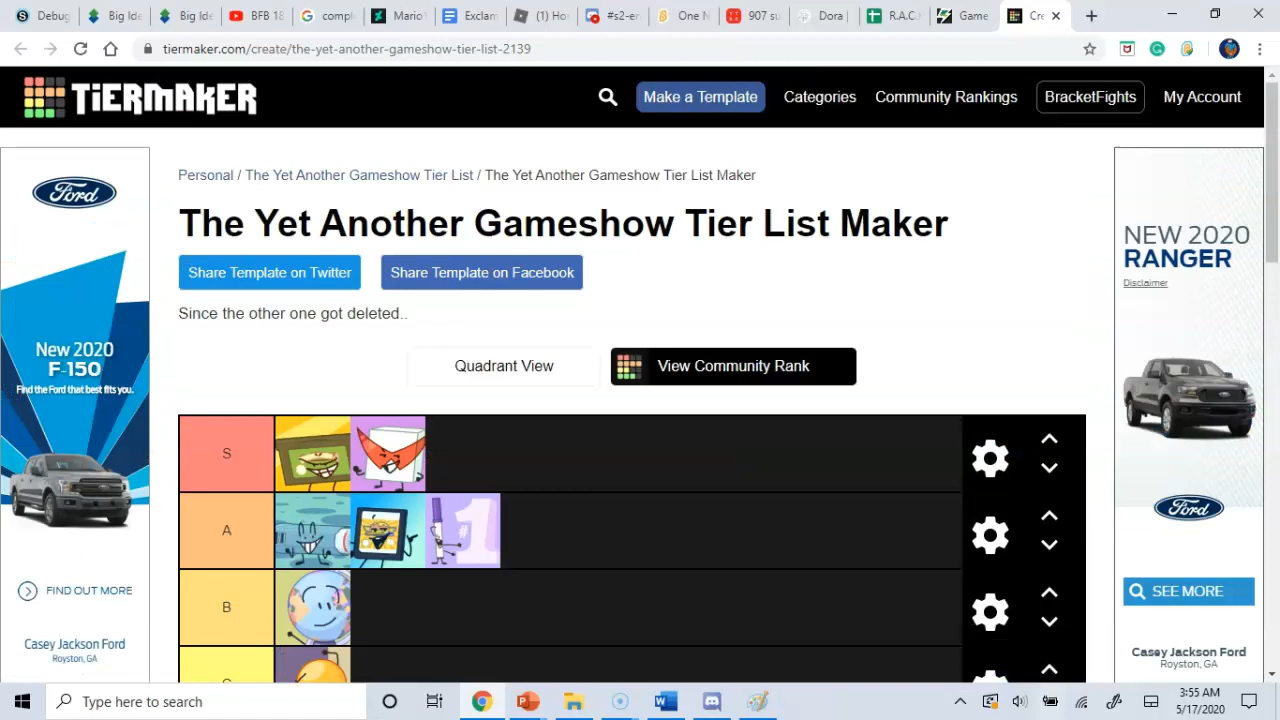 Debug
Big Ide
Big Ide
BFB 18
compl
Mario'
Exclam
(1) Ho
#s2-e
One N
907 su
Dora
R.A.C.
Game
Cre
tiermaker.com/create/the-yet-another-gameshow-tier-list-2139
TiERMAKER
Make a Template
Categories
Community Rankings
BracketFights
My Account
Personal / The Yet Another Gameshow Tier List / The Yet Another Gameshow Tier List Maker
The Yet Another Gameshow Tier List Maker
Share Template on Twitter
Share Template on Facebook
Since the other one got deleted..
Quadrant View
View Community Rank
S
A
#1
B
Ford
New 2020
F-150
Find the Ford that best fits you.
FIND OUT MORE
Casey Jackson Ford
Royston, GA
NEW 2020
RANGER
Disclaimer
Ford
SEE MORE
Casey Jackson Ford
Royston, GA
Type here to search
3:55 AM
5/17/2020